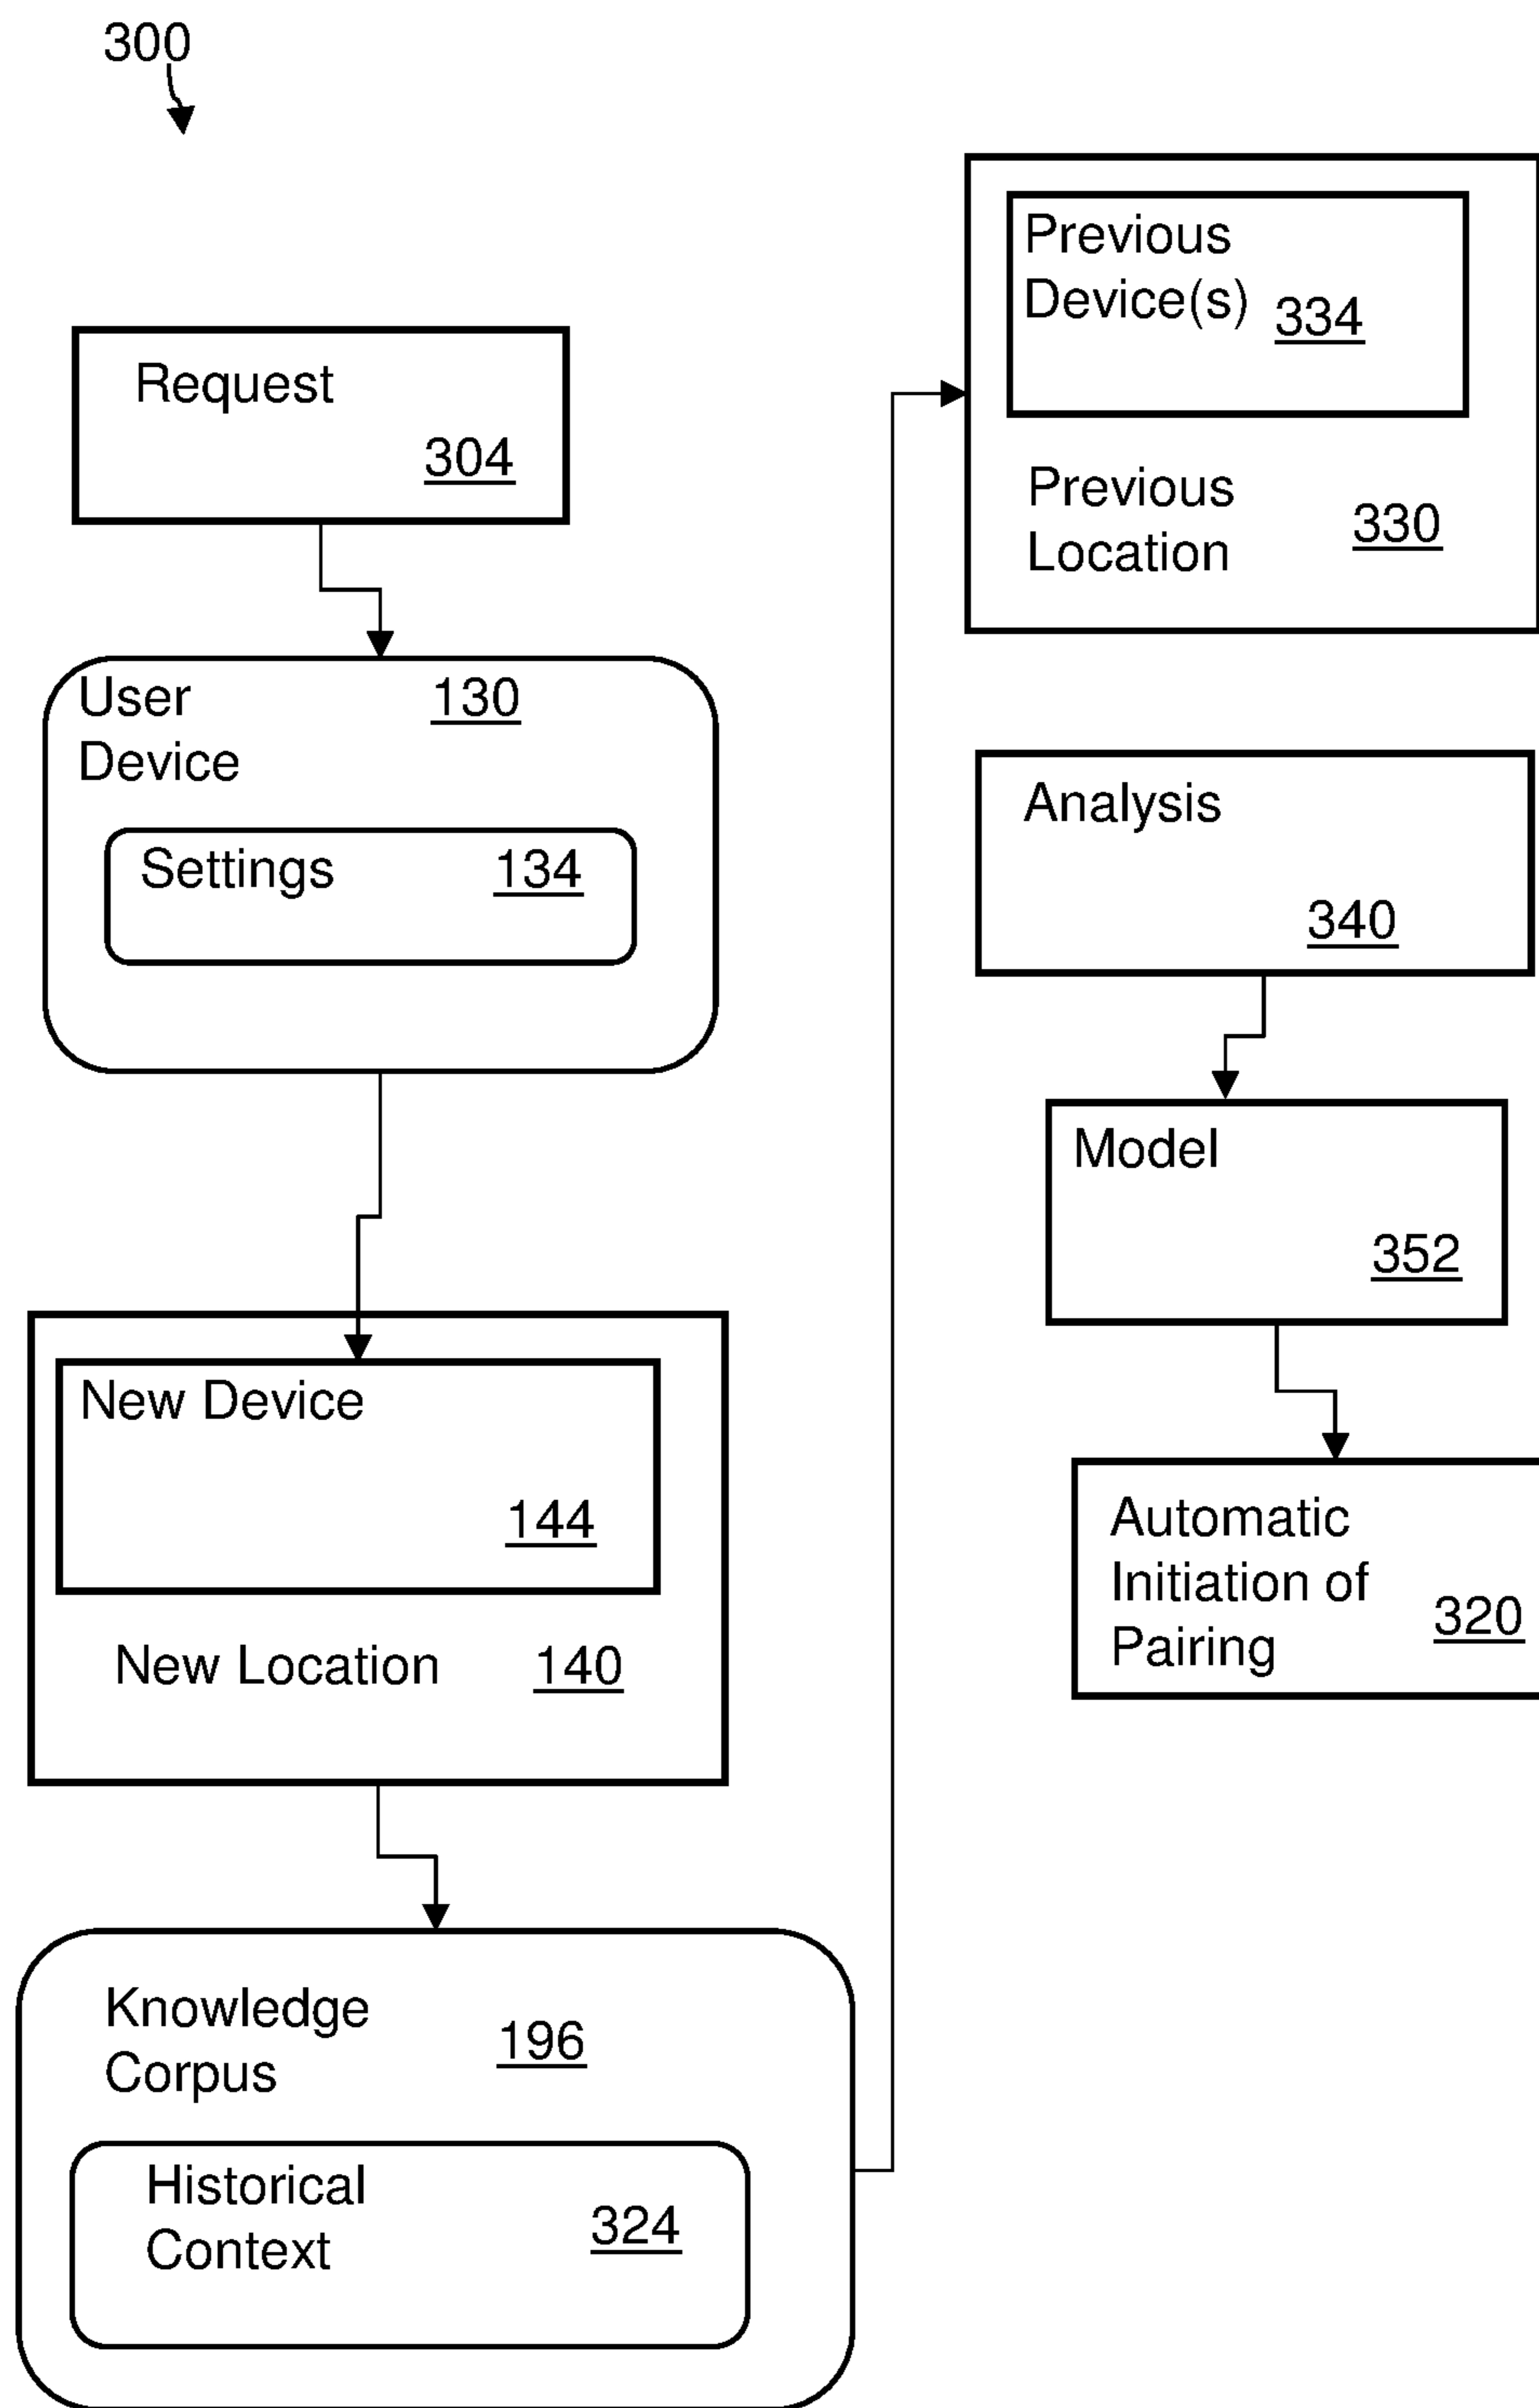 300
Request
304
User
Device
130
Settings
134
New Device
144
New Location
140
Knowledge
Corpus
196
Historical
Context
324
Previous
Device(s)
334
Previous
Location
330
Analysis
340
Model
352
Automatic
Initiation of
Pairing
320